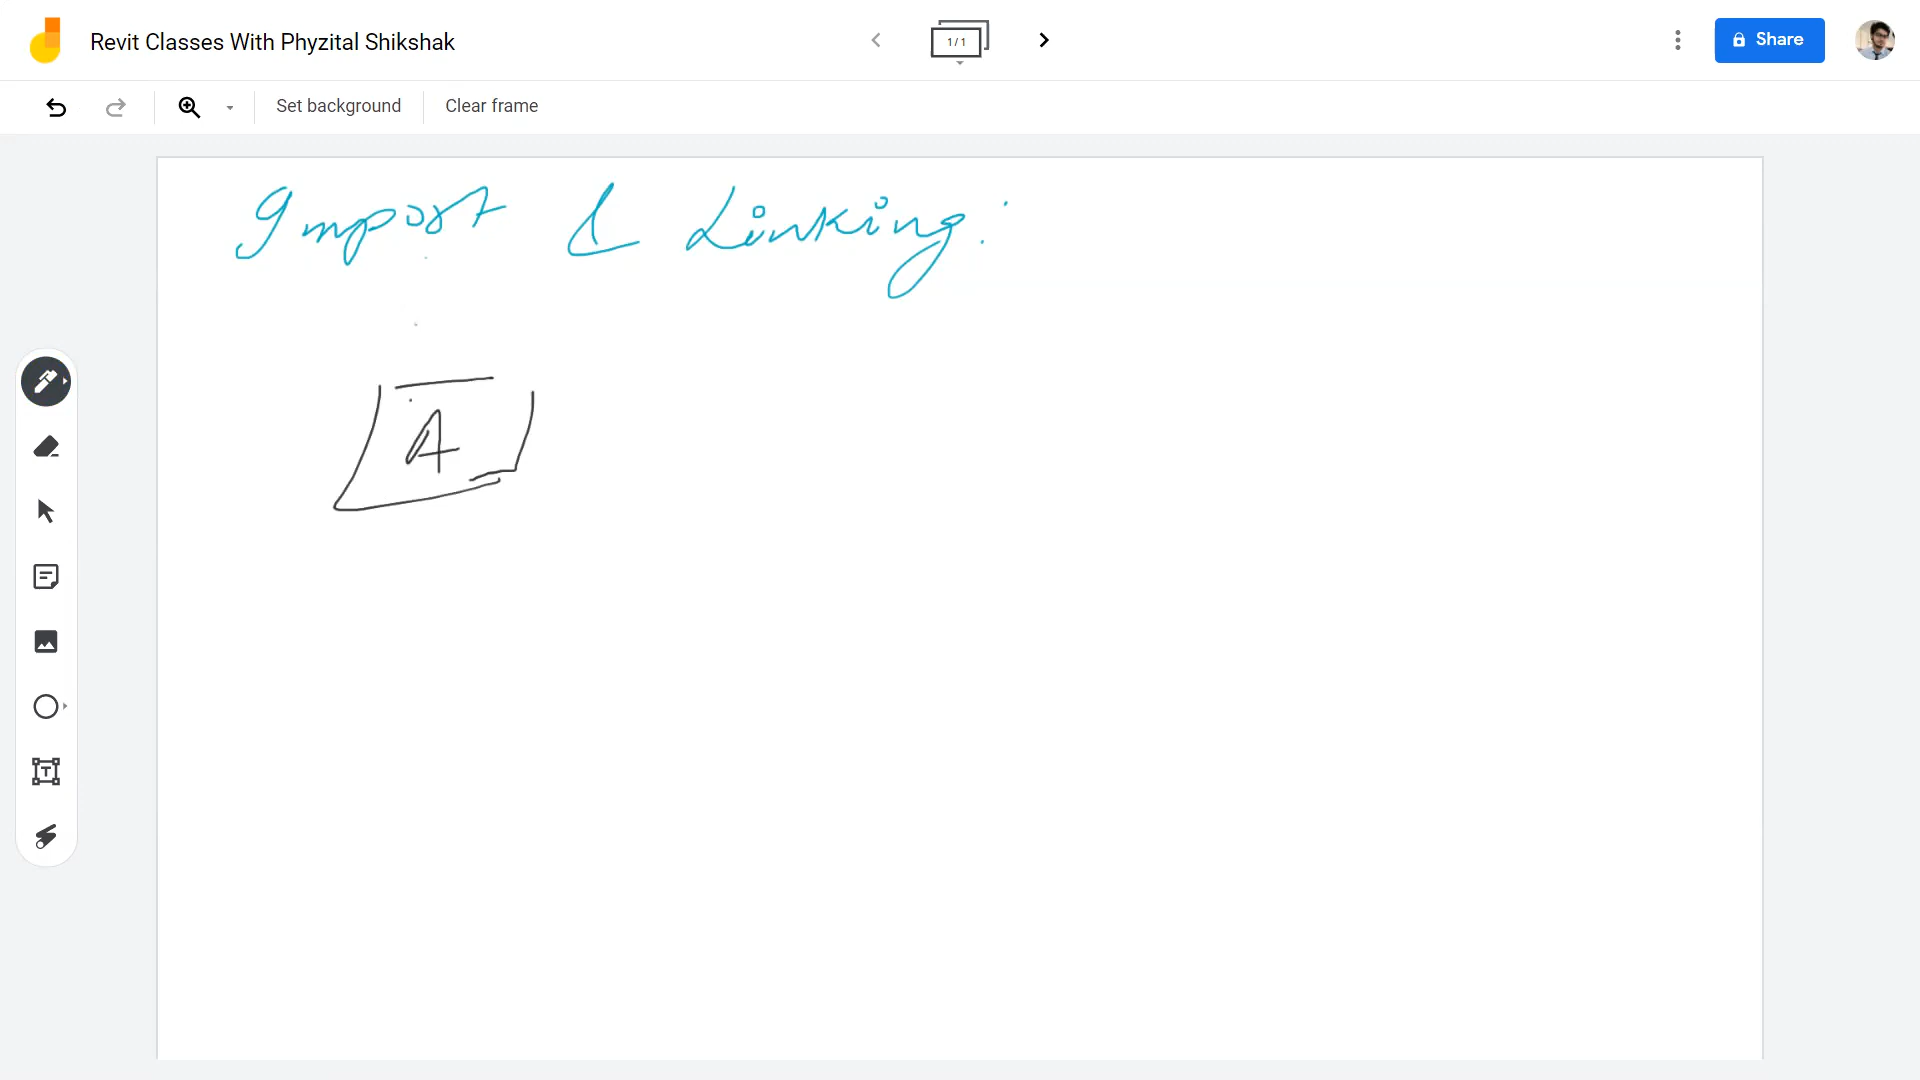 Revit Classes With Phyzital Shikshak
1 / 1
Share
Set background
Clear frame
Import & Linking:
A